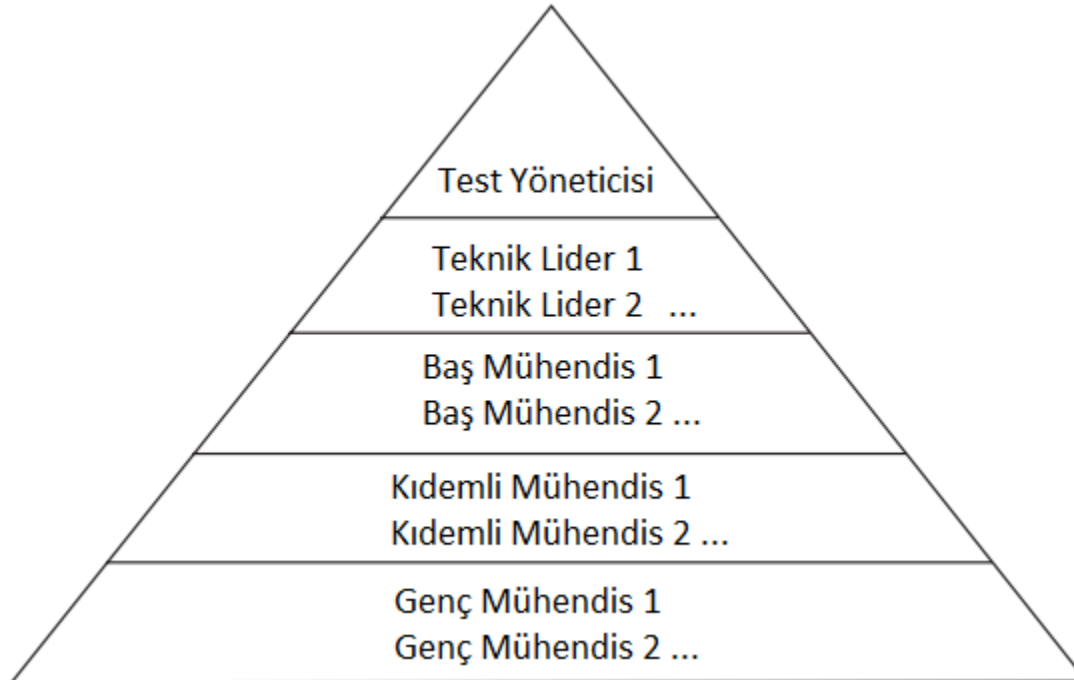 Test Yöneticisi
Teknik Lider 1
Teknik Lider 2 ...
Baş Mühendis 1
Baş Mühendis 2 ...
Kıdemli Mühendis 1
Kıdemli Mühendis 2 ...
Genç Mühendis 1
Genç Mühendis 2 ...